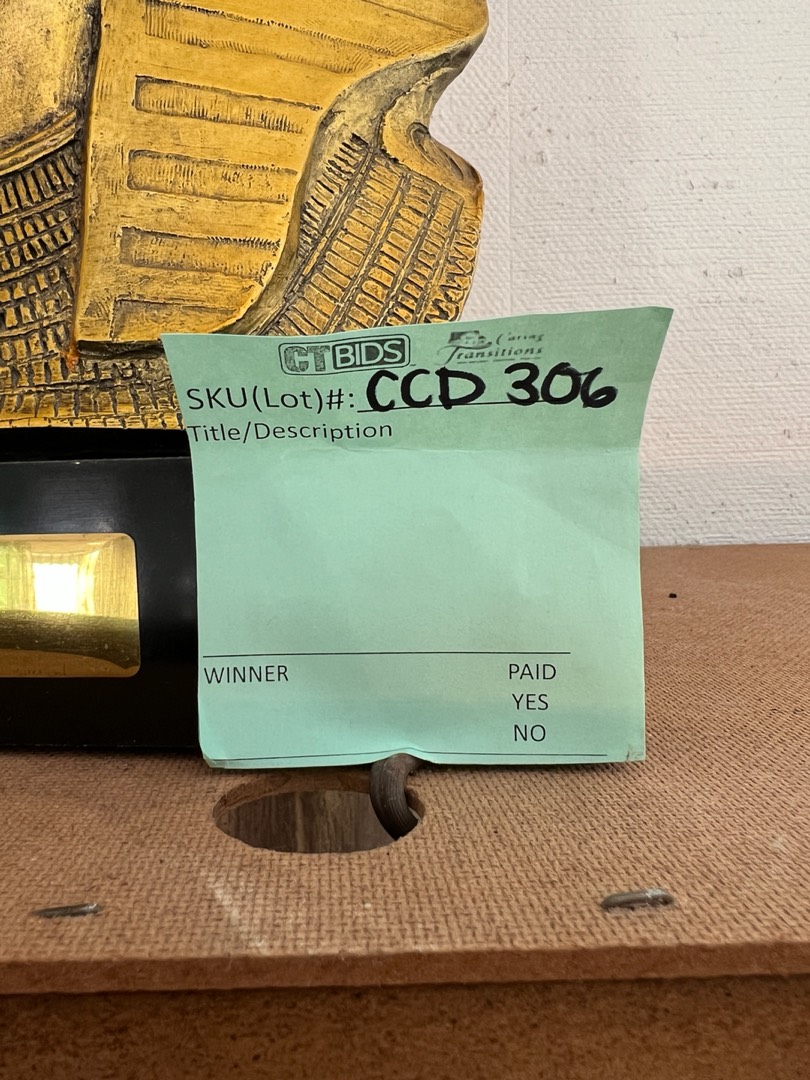 CTBIDS Caring Transitions
SKU(Lot)#: CCD 306
Title/Description
WINNER PAID
YES
NO